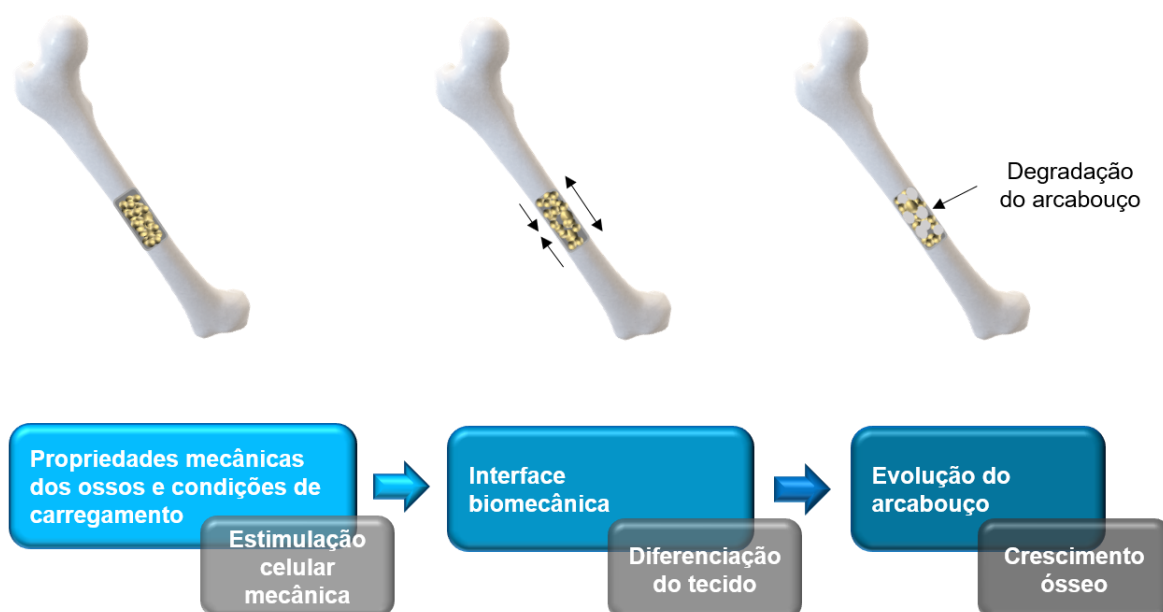 Degradação
do arcabouço
Propriedades mecânicas
dos ossos e condições de
carregamento
Estimulação
celular
mecânica
Interface
biomecânica
Diferenciação
do tecido
Evolução do
arcabouço
Crescimento
ósseo